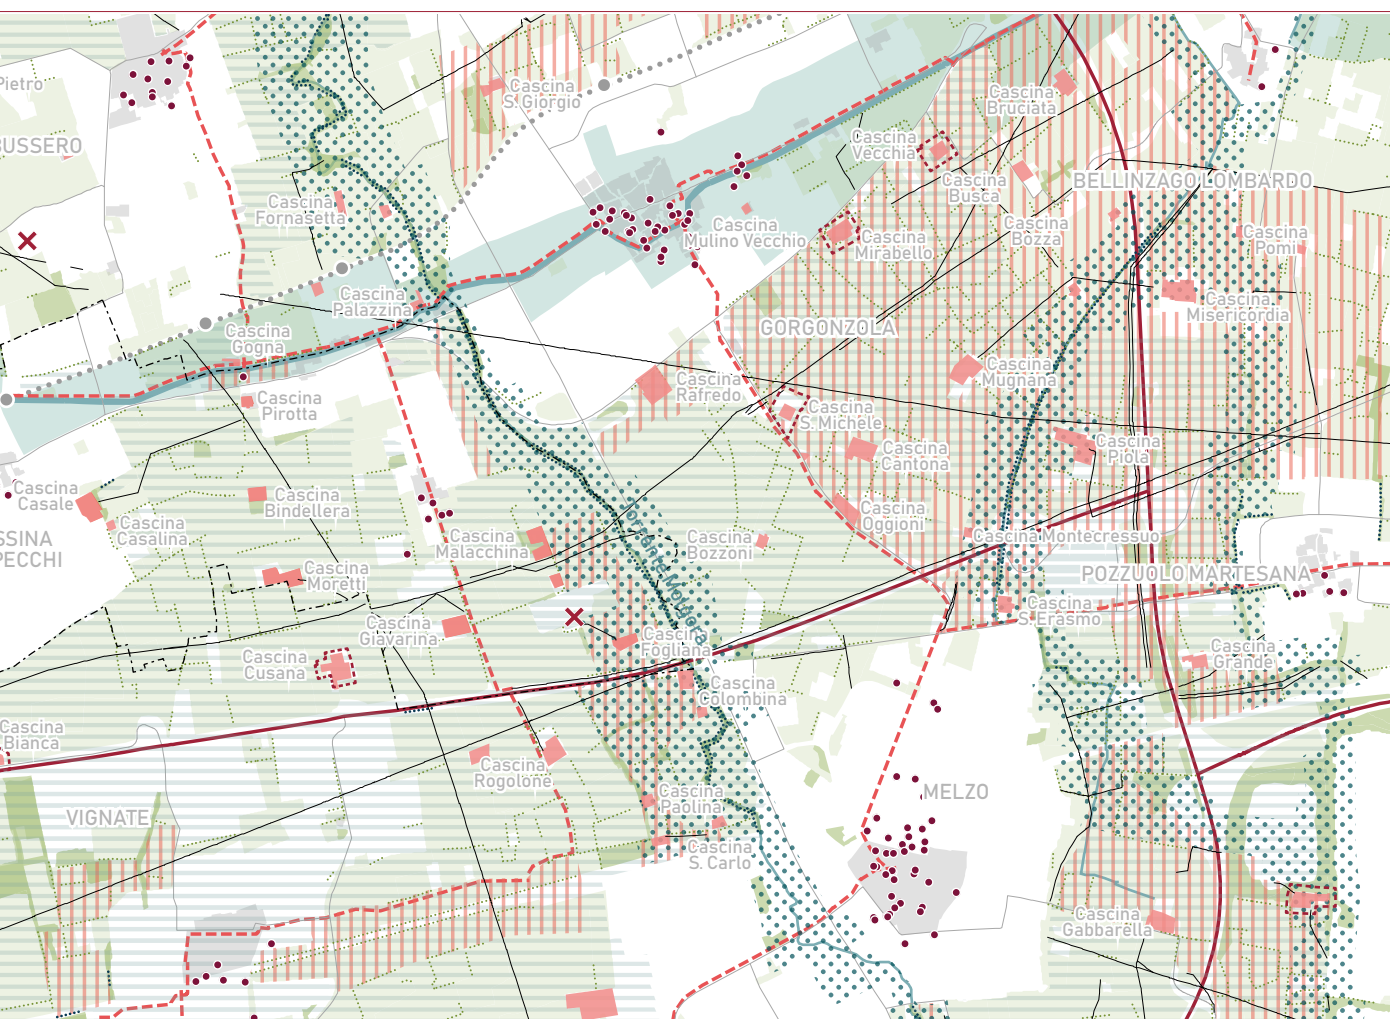 Pietro
BUSSERO
Cascina
S. Giorgio
Cascina
Bruciata
Cascina
Vecchia
Cascina
Busca
BELLINZAGO LOMBARDO
Cascina
Fornasetta
Cascina
Mulino Vecchio
Cascina
Mirabello
Cascina
Bozza
Cascina
Pomi
Cascina
Palazzina
Cascina
Misericordia
Cascina
Gogna
GORGONZOLA
Cascina
Mugnana
Cascina
Rafredo
Cascina
Pirotta
Cascina
S. Michele
Cascina
Cantona
Cascina
Piola
Cascina
Casale
Cascina
Bindellera
Cascina
Oggioni
Cascina
Casalina
SSINA
PECCHI
Cascina
Malacchina
Cascina
Bozzoni
Cascina Montecressuo
Torrente Molgora
Cascina
Moretti
POZZUOLO MARTESANA
Cascina
S. Erasmo
Cascina
Giavarina
Cascina
Fogliana
Cascina
Grande
Cascina
Cusana
Cascina
Colombina
Cascina
Bianca
Cascina
Rogolone
Cascina
Paolina
MELZO
VIGNATE
Cascina
S. Carlo
Cascina
Gabbarella